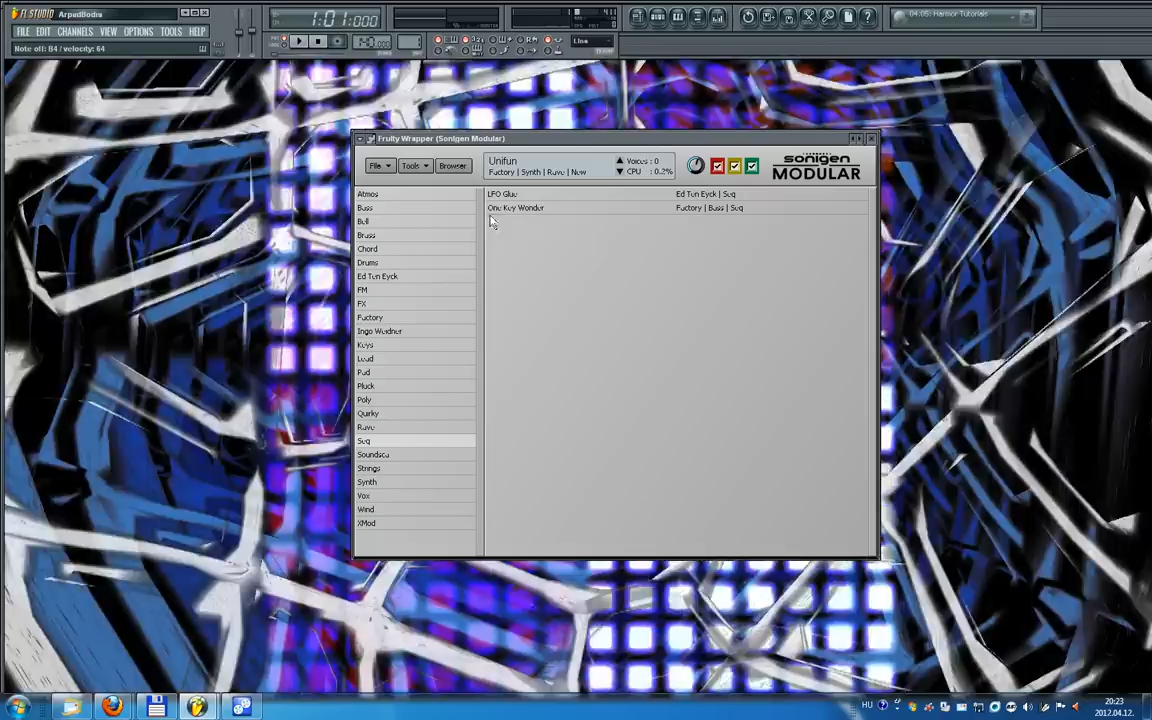 FL STUDIO ArpadBodra
FILE EDIT CHANNELS VIEW OPTIONS TOOLS HELP
Note off: B4 / velocity: 64
1:01:000
Line
04:05: Harmor Tutorials
Fruity Wrapper (Sonigen Modular)
File Tools Browser
Unifun
Factory | Synth | Rave | New
Voices : 0
CPU : 0.2%
sonigen
MODULAR
Atmos
Bass
Bell
Brass
Chord
Drums
Ed Ten Eyck
FM
FX
Factory
Ingo Weidner
Keys
Lead
Pad
Pluck
Poly
Quirky
Rave
Seq
Soundsca
Strings
Synth
Vox
Wind
XMod
LFO Glue Ed Ten Eyck | Seq
One Key Wonder Factory | Bass | Seq
HU
20:23
2012.04.12.